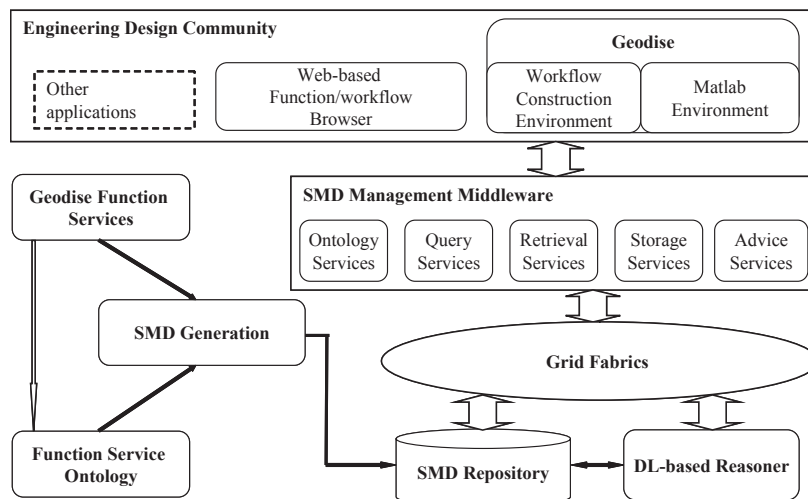 Engineering Design Community
Geodise
Other
applications
Web-based
Function/workflow
Browser
Workflow
Construction
Environment
Matlab
Environment
SMD Management Middleware
Ontology
Services
Query
Services
Retrieval
Services
Storage
Services
Advice
Services
Geodise Function
Services
SMD Generation
Grid Fabrics
Function Service
Ontology
SMD Repository
DL-based Reasoner